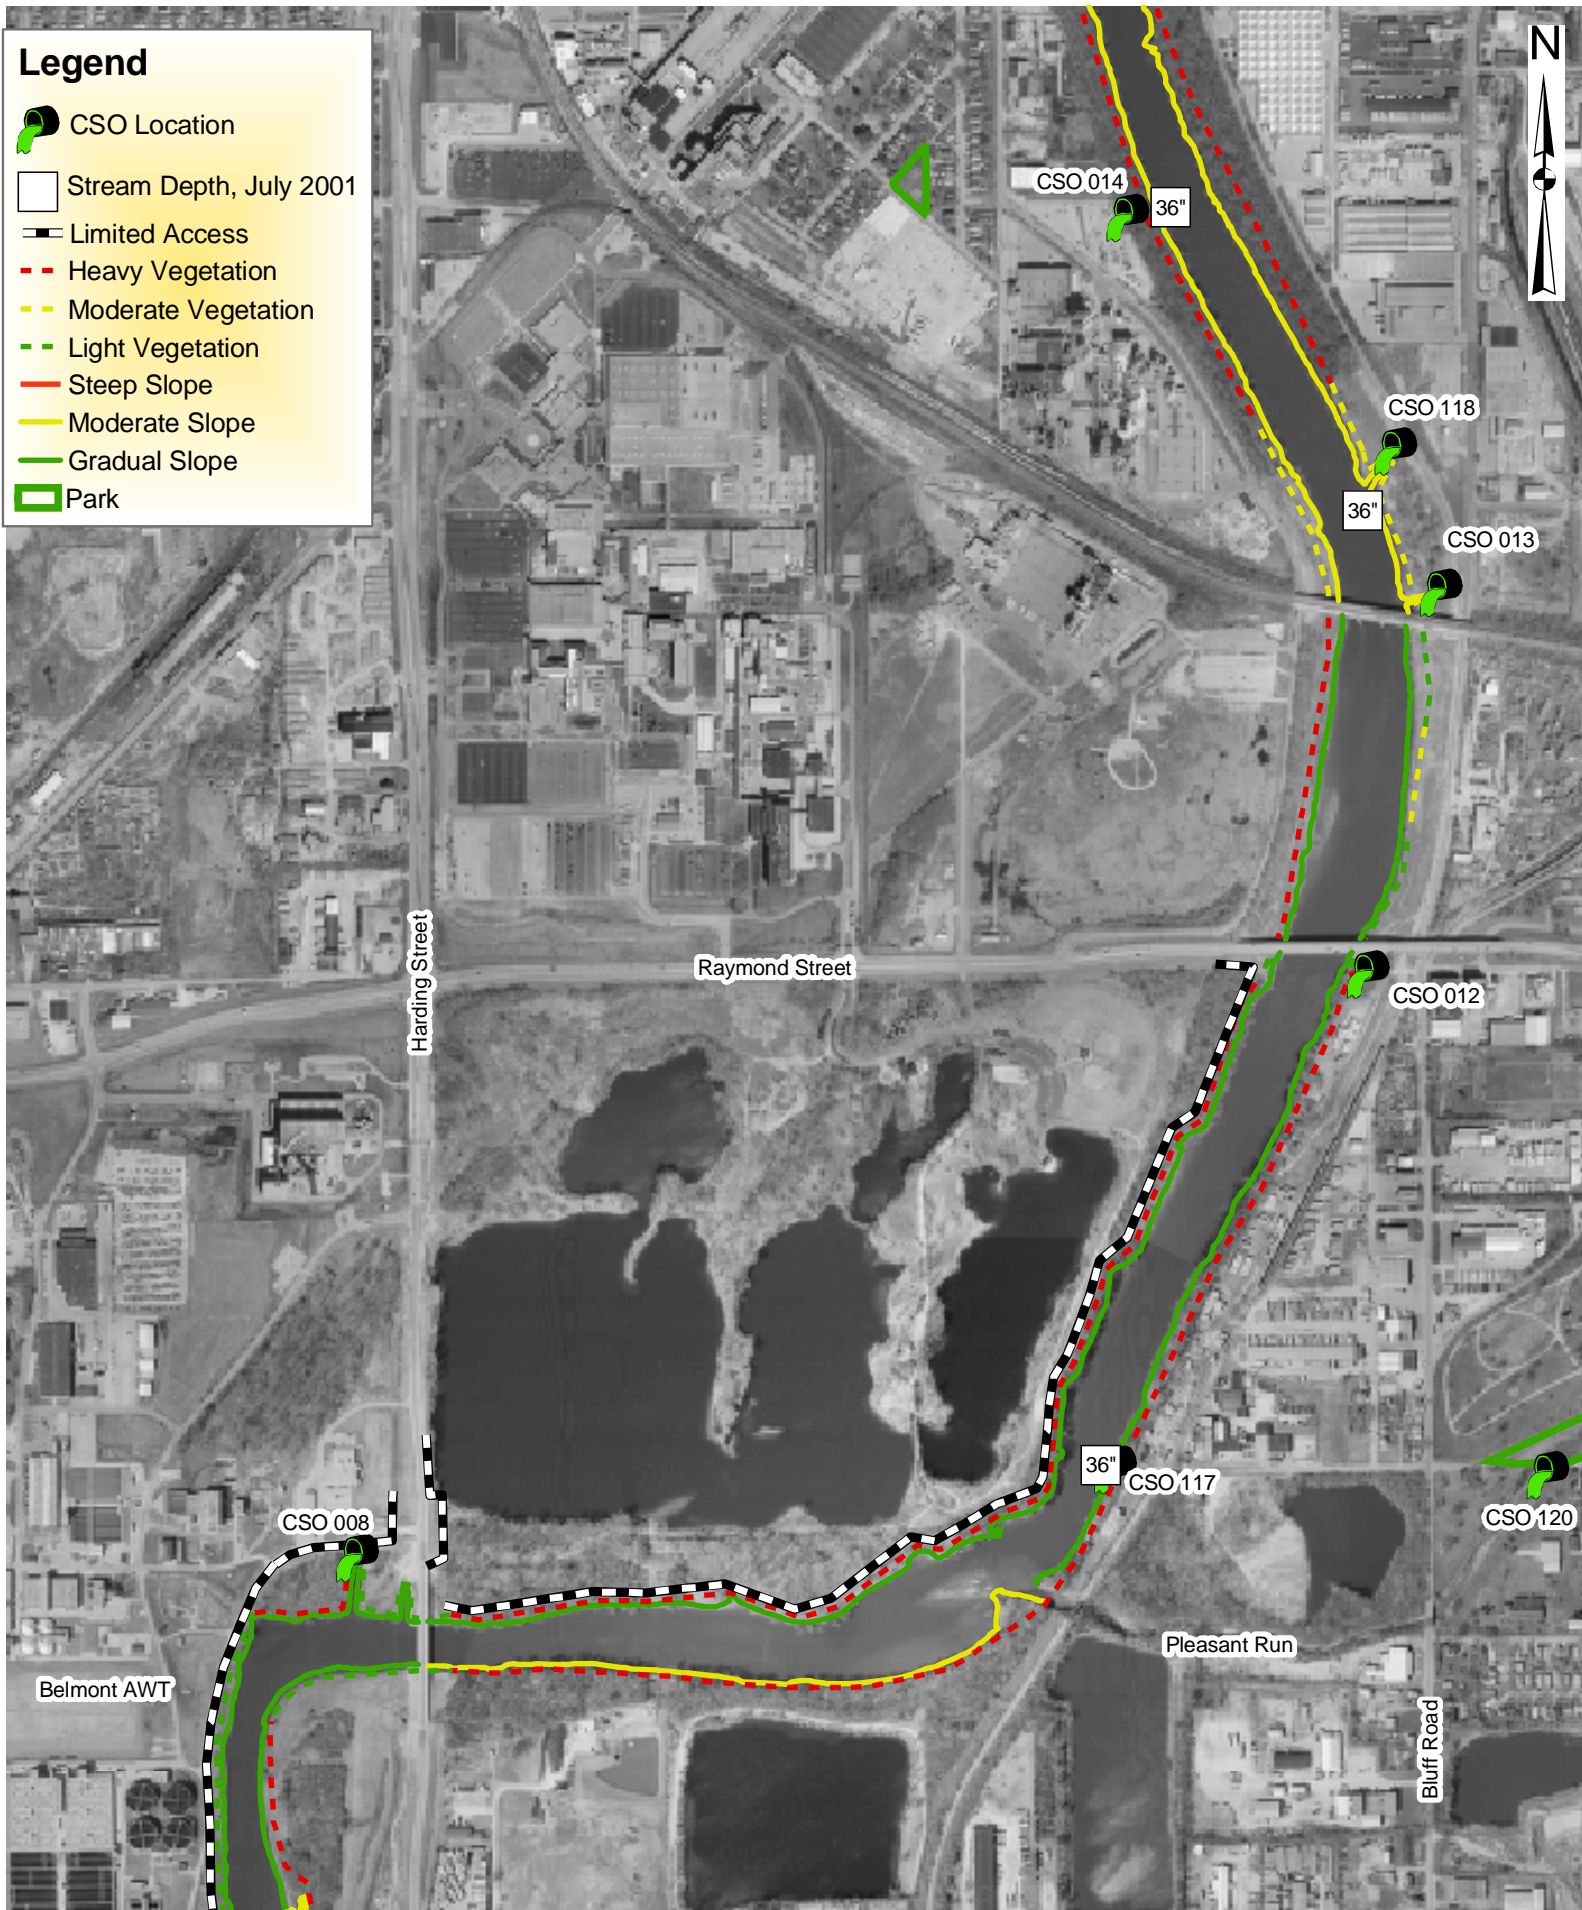 Legend
CSO Location
Stream Depth, July 2001
Limited Access
Heavy Vegetation
Moderate Vegetation
Light Vegetation
Steep Slope
Moderate Slope
Gradual Slope
Park
N
CSO 014
36"
CSO 118
36"
CSO 013
Harding Street
Raymond Street
CSO 012
36"
CSO 117
CSO 120
CSO 008
Pleasant Run
Belmont AWT
Bluff Road